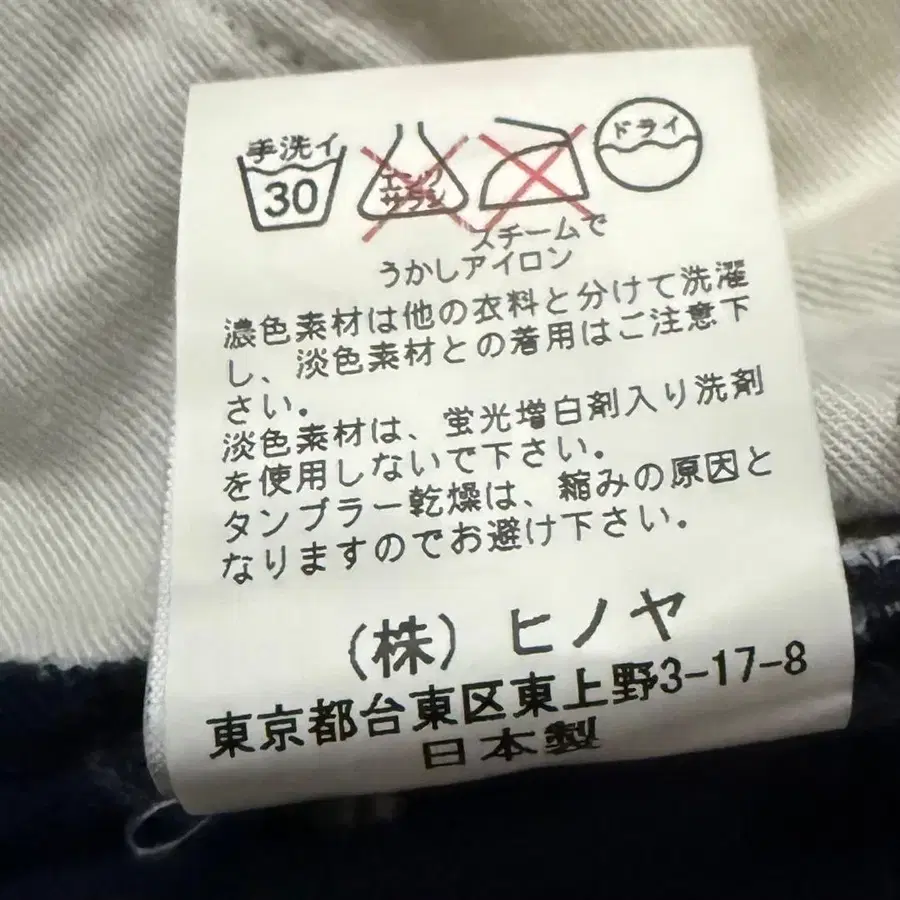 手洗イ
30
エンソ
サラシ
ドライ
スチームで
うかしアイロン
濃色素材は他の衣料と分けて洗濯
し、淡色素材との着用はご注意下
さい。
淡色素材は、蛍光増白剤入り洗剤
を使用しないで下さい。
タンブラー乾燥は、縮みの原因と
なりますのでお避け下さい。
（株）ヒノヤ
東京都台東区東上野3-17-8
日本製